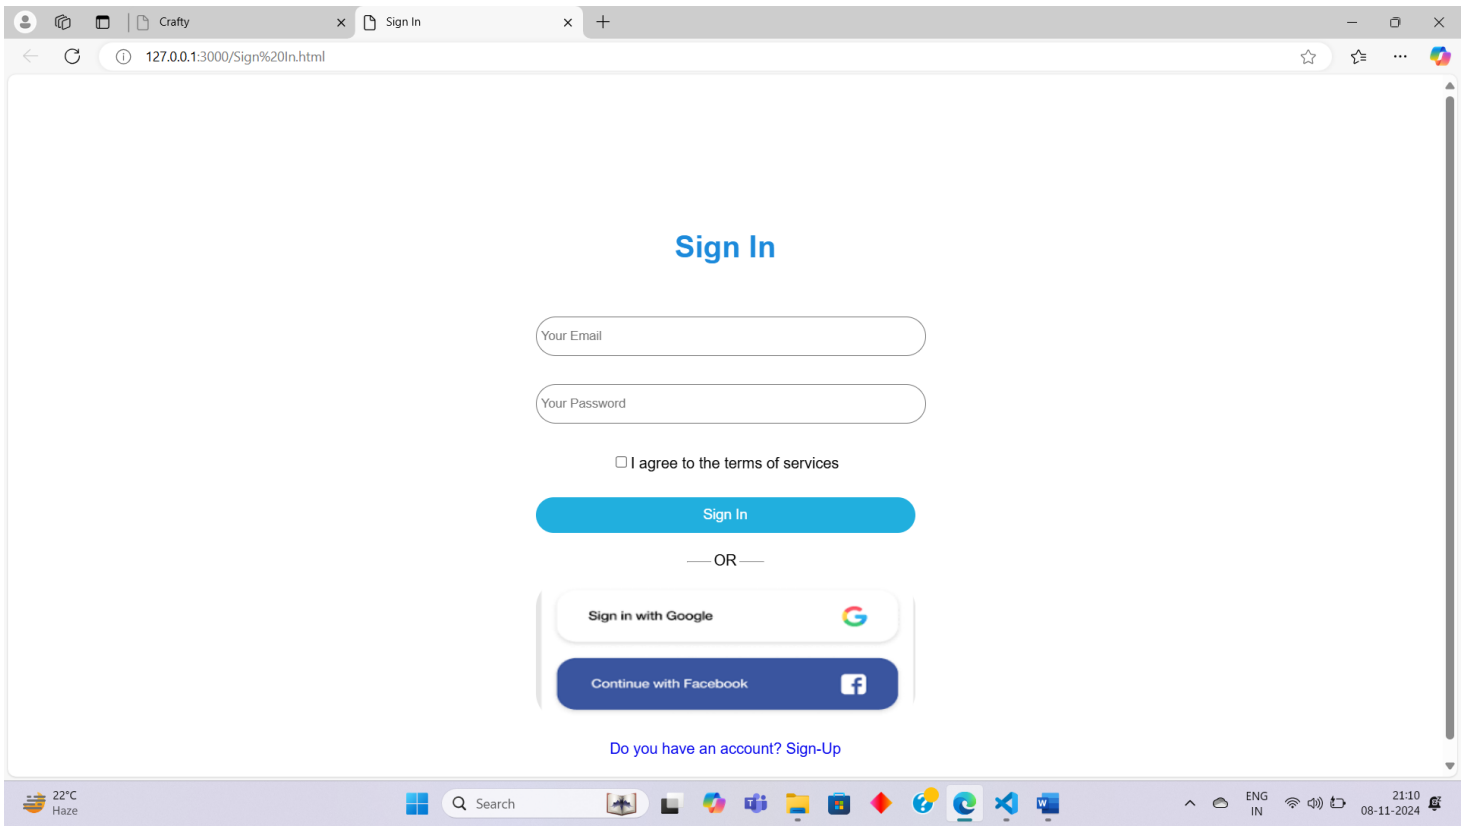 Crafty
Sign In
127.0.0.1:3000/Sign%20In.html
Sign In
Your Email
Your Password
I agree to the terms of services
Sign In
OR
Sign in with Google
Continue with Facebook
Do you have an account? Sign-Up
22°C
Haze
Search
ENG
IN
21:10
08-11-2024